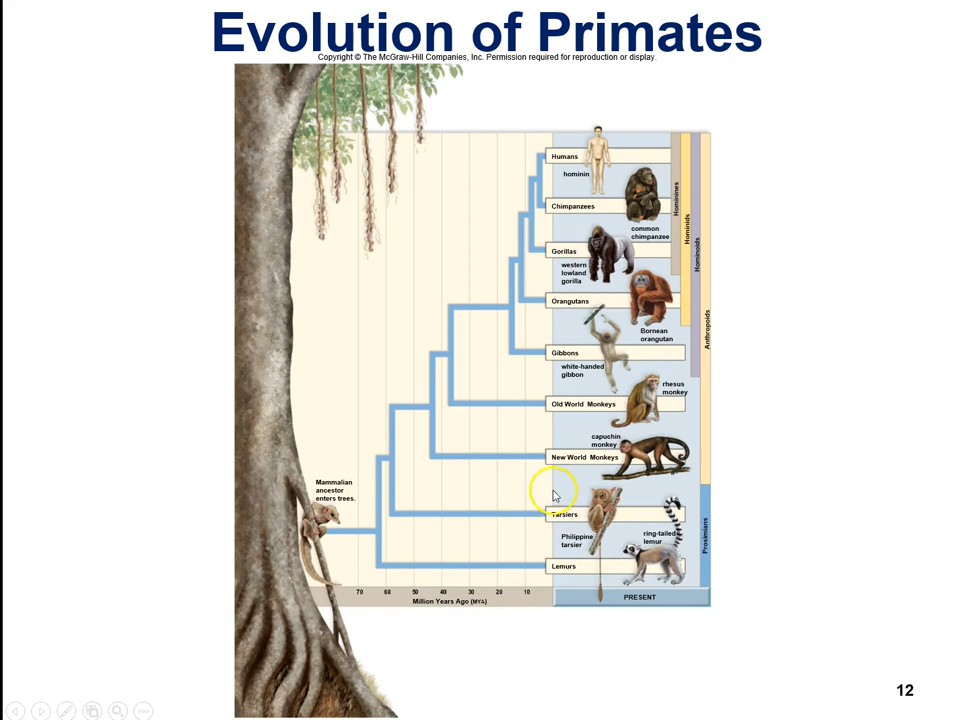 Evolution of Primates
Copyright © The McGraw-Hill Companies, Inc. Permission required for reproduction or display.
Humans
hominin
Chimpanzees
common
chimpanzee
Gorillas
western
lowland
gorilla
Orangutans
Bornean
orangutan
Gibbons
white-handed
gibbon
rhesus
monkey
Old World Monkeys
capuchin
monkey
New World Monkeys
Tarsiers
Philippine
tarsier
ring-tailed
lemur
Lemurs
Hominines
Hominids
Hominoids
Anthropoids
Prosimians
Mammalian
ancestor
enters trees.
70 60 50 40 30 20 10
Million Years Ago (MYA)
PRESENT
12